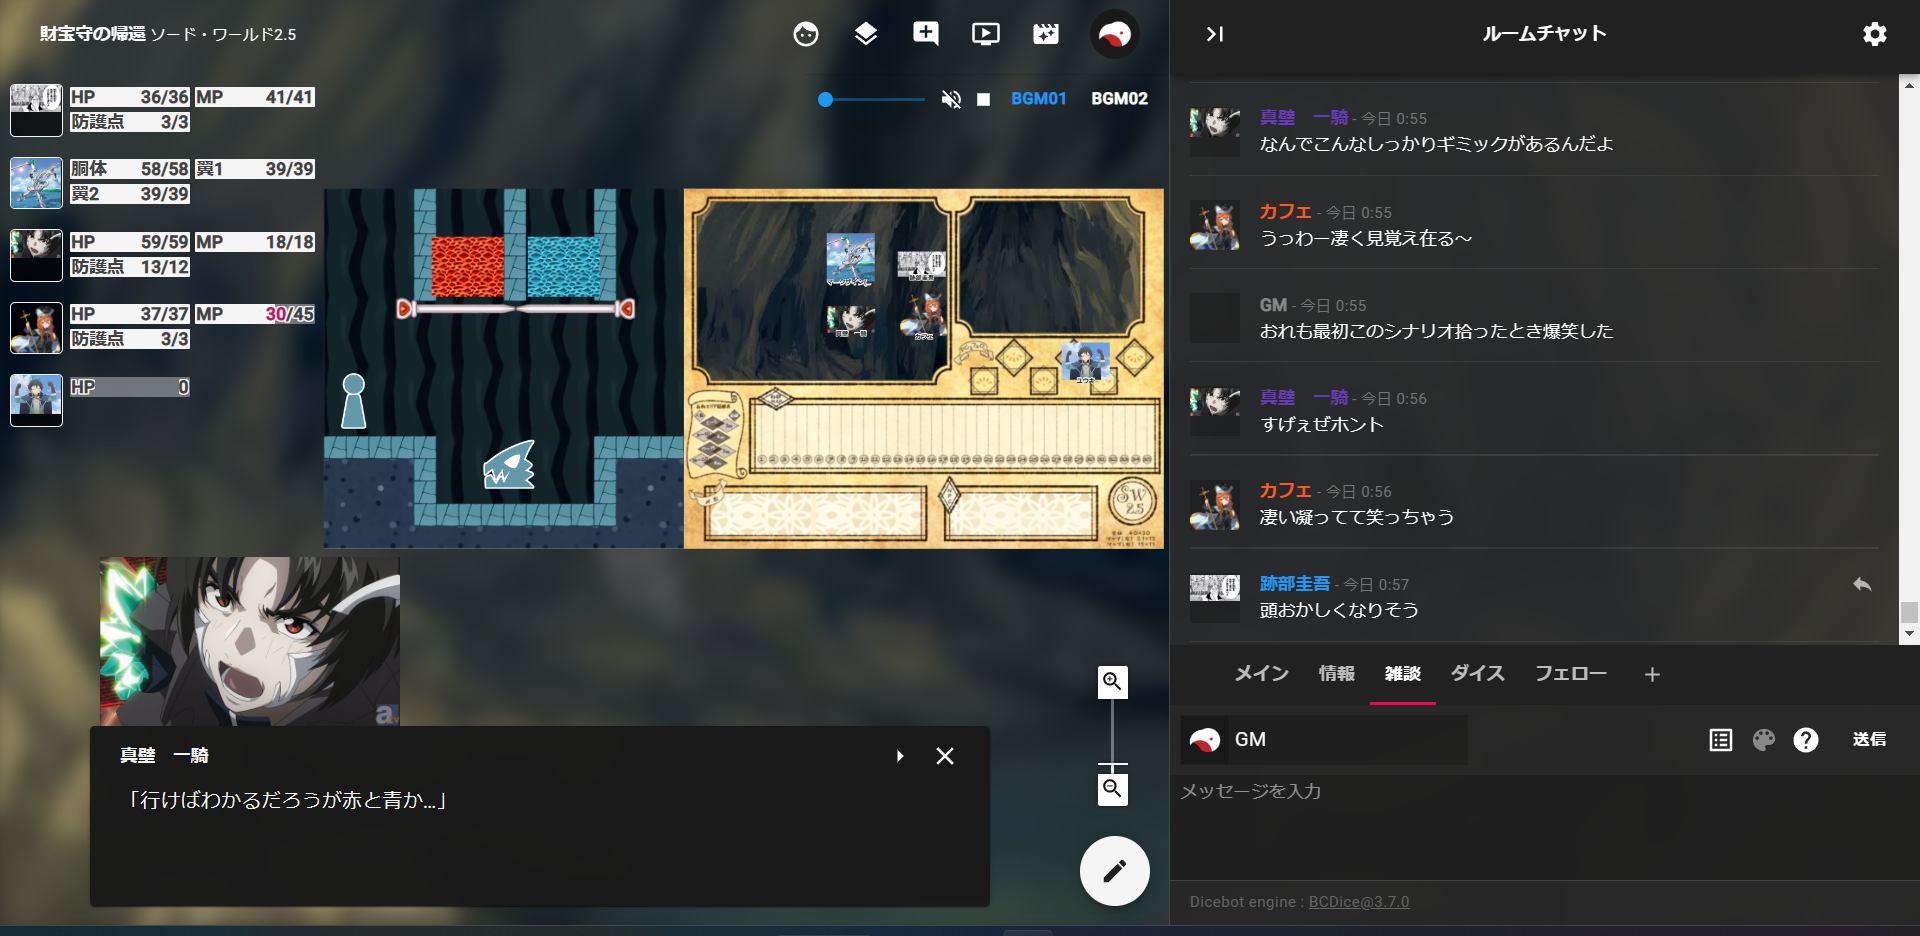 財宝守の帰還 ソード・ワールド2.5
HP 36/36 MP 41/41
防護点 3/3
胴体 58/58 翼1 39/39
翼2 39/39
HP 59/59 MP 18/18
防護点 13/12
HP 37/37 MP 30/45
防護点 3/3
HP 0
BGM01 BGM02
カフェ
ユウキ
SW
2.5
真壁 一騎
「行けばわかるだろうが赤と青か…」
ルームチャット
真壁 一騎 - 今日 0:55
なんでこんなしっかりギミックがあるんだよ
カフェ - 今日 0:55
うっわー凄く見覚え在る～
GM - 今日 0:55
おれも最初このシナリオ拾ったとき爆笑した
真壁 一騎 - 今日 0:56
すげぇぜホント
カフェ - 今日 0:56
凄い凝ってて笑っちゃう
跡部圭吾 - 今日 0:57
頭おかしくなりそう
メイン 情報 雑談 ダイス フェロー
GM
送信
メッセージを入力
Dicebot engine : BCDice@3.7.0